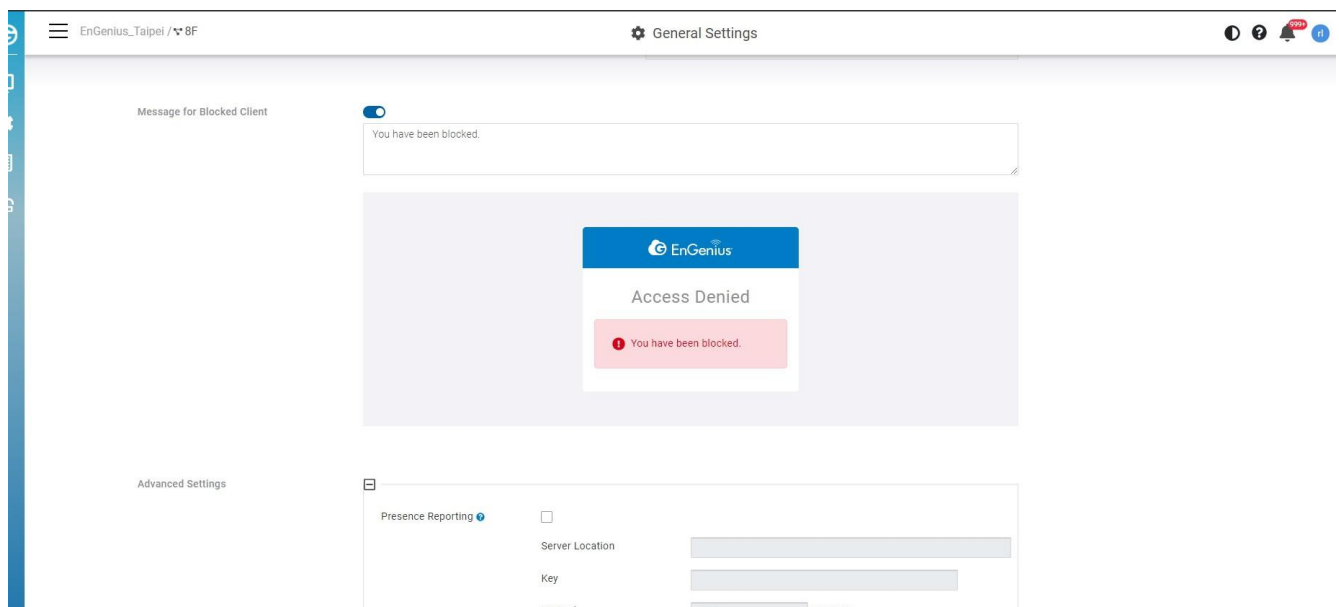 EnGenius_Taipei / 8F
General Settings
999+
rl
Message for Blocked Client
You have been blocked.
EnGenius
Access Denied
You have been blocked.
Advanced Settings
Presence Reporting
Server Location
Key